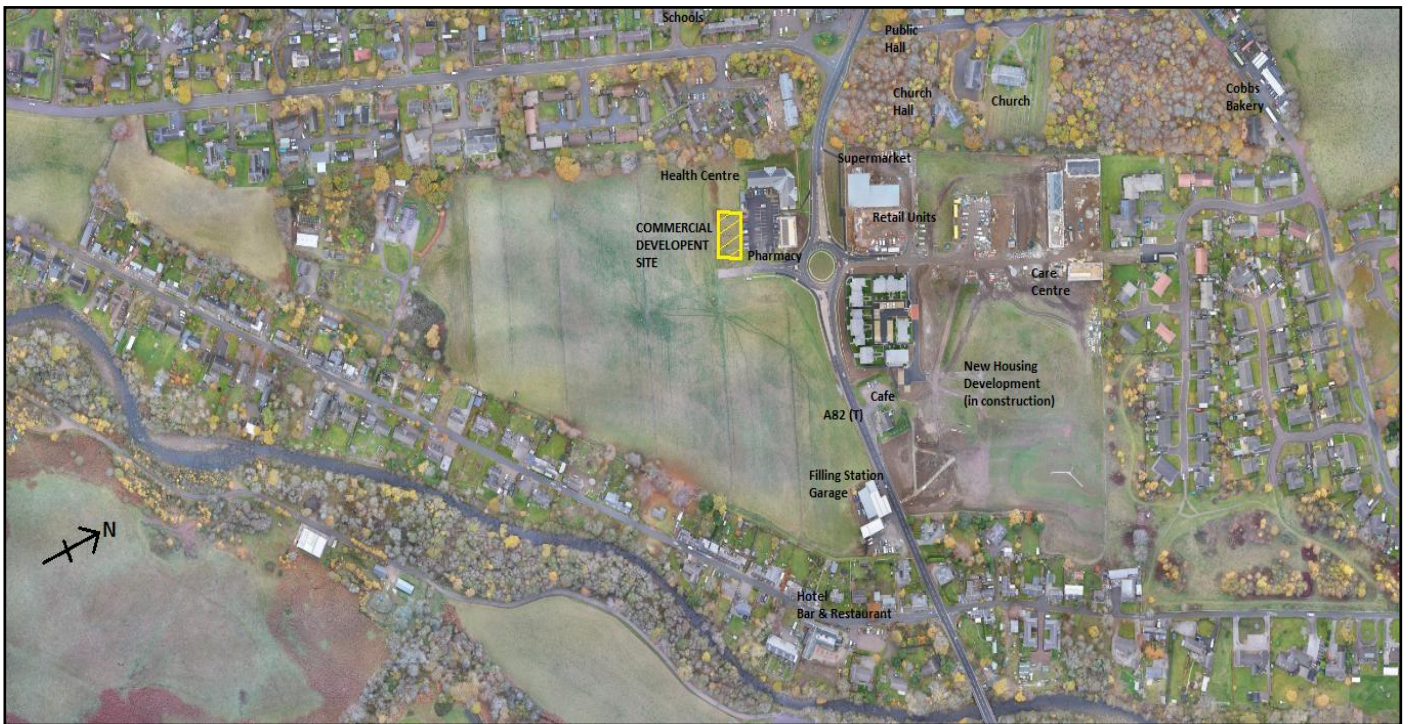 Schools
Public
Hall
Church
Hall
Church
Cobbs
Bakery
Supermarket
Health Centre
Retail Units
COMMERCIAL
DEVELOPENT
SITE
Pharmacy
Care
Centre
New Housing
Development
(in construction)
Cafe
A82 (T)
Filling Station
Garage
N
Hotel
Bar & Restaurant